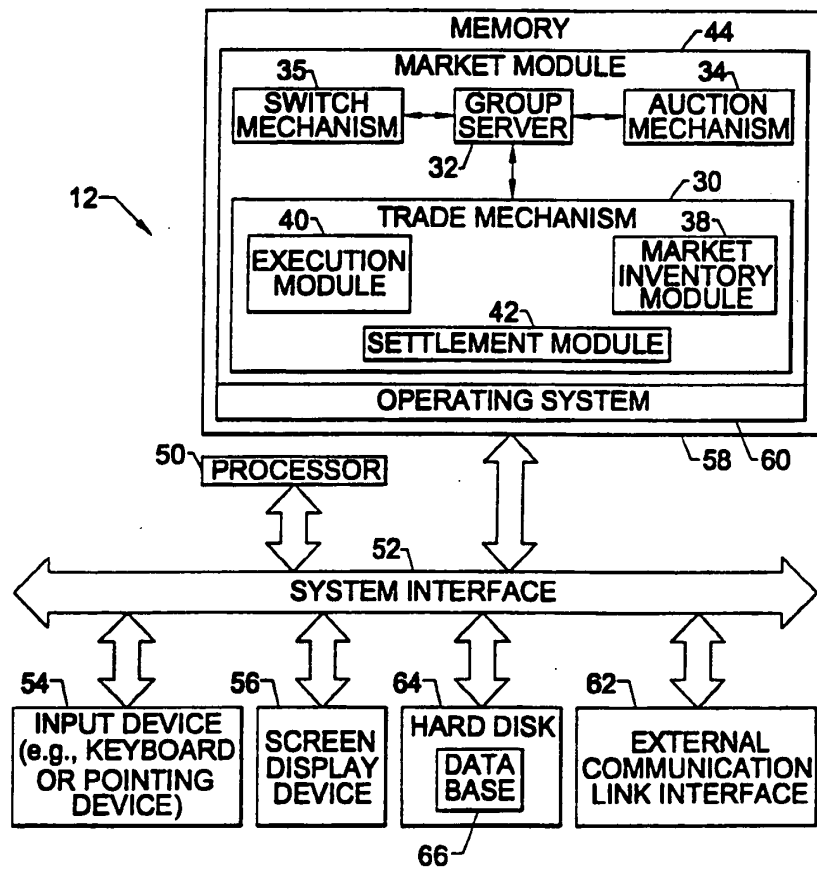 MEMORY
44
MARKET MODULE
35
34
SWITCH
MECHANISM
GROUP
SERVER
AUCTION
MECHANISM
32
30
12
TRADE MECHANISM
40
38
EXECUTION
MODULE
MARKET
INVENTORY
MODULE
42
SETTLEMENT MODULE
OPERATING SYSTEM
58
60
50
PROCESSOR
52
SYSTEM INTERFACE
54
56
64
62
INPUT DEVICE
(e.g., KEYBOARD
OR POINTING
DEVICE)
SCREEN
DISPLAY
DEVICE
HARD DISK
DATA
BASE
EXTERNAL
COMMUNICATION
LINK INTERFACE
66